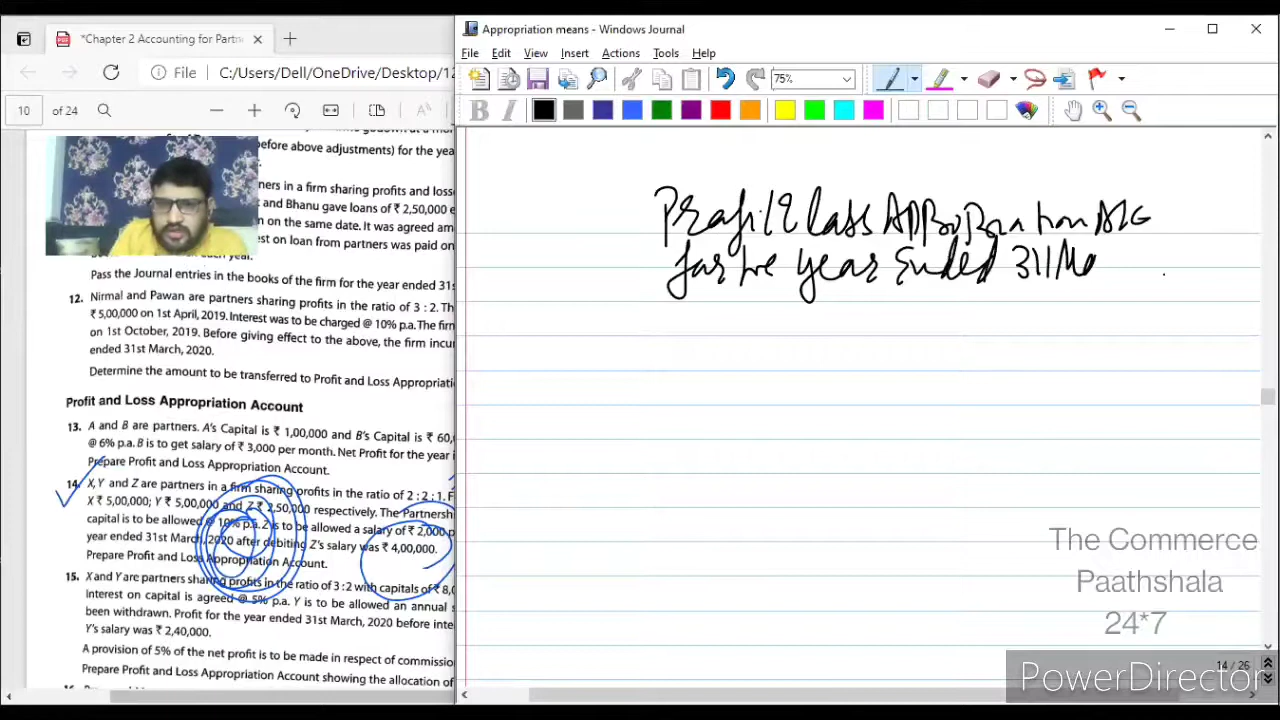 Appropriation means - Windows Journal
*Chapter 2 Accounting for Partn
File Edit View Insert Actions Tools Help
File C:/Users/Dell/OneDrive/Desktop/12
75%
10 of 24
efore above adjustments) for the yea
ners in a firm sharing profits and losse
t and Bhanu gave loans of ₹ 2,50,000
n on the same date. It was agreed am
est on loan from partners was paid on
Pass the Journal entries in the books of the firm for the year ended 31s
12. Nirmal and Pawan are partners sharing profits in the ratio of 3 : 2. Th
₹ 5,00,000 on 1st April, 2019. Interest was to be charged @ 10% p.a. The firm
on 1st October, 2019. Before giving effect to the above, the firm incur
ended 31st March, 2020.
Determine the amount to be transferred to Profit and Loss Appropriati
Profit and Loss Appropriation Account
13. A and B are partners. A's Capital is ₹ 1,00,000 and B's Capital is ₹ 60,
@ 6% p.a. B is to get salary of ₹ 3,000 per month. Net Profit for the year i
Prepare Profit and Loss Appropriation Account.
14. X, Y and Z are partners in a firm sharing profits in the ratio of 2 : 2 : 1. F
X ₹ 5,00,000; Y ₹ 5,00,000 and Z ₹ 2,50,000 respectively. The Partnersh
capital is to be allowed @ 10% p.a. Z is to be allowed a salary of ₹ 2,000 p
year ended 31st March, 2020 after debiting Z's salary was ₹ 4,00,000.
Prepare Profit and Loss Appropriation Account.
15. X and Y are partners sharing profits in the ratio of 3 : 2 with capitals of ₹ 8,0
Interest on capital is agreed @ 5% p.a. Y is to be allowed an annual s
been withdrawn. Profit for the year ended 31st March, 2020 before inte
Y's salary was ₹ 2,40,000.
A provision of 5% of the net profit is to be made in respect of commissio
Prepare Profit and Loss Appropriation Account showing the allocation of
Profit & Loss Appropriation A/c
for the year Ended 31 Ma
The Commerce
Paathshala
24*7
14 / 26
PowerDirector